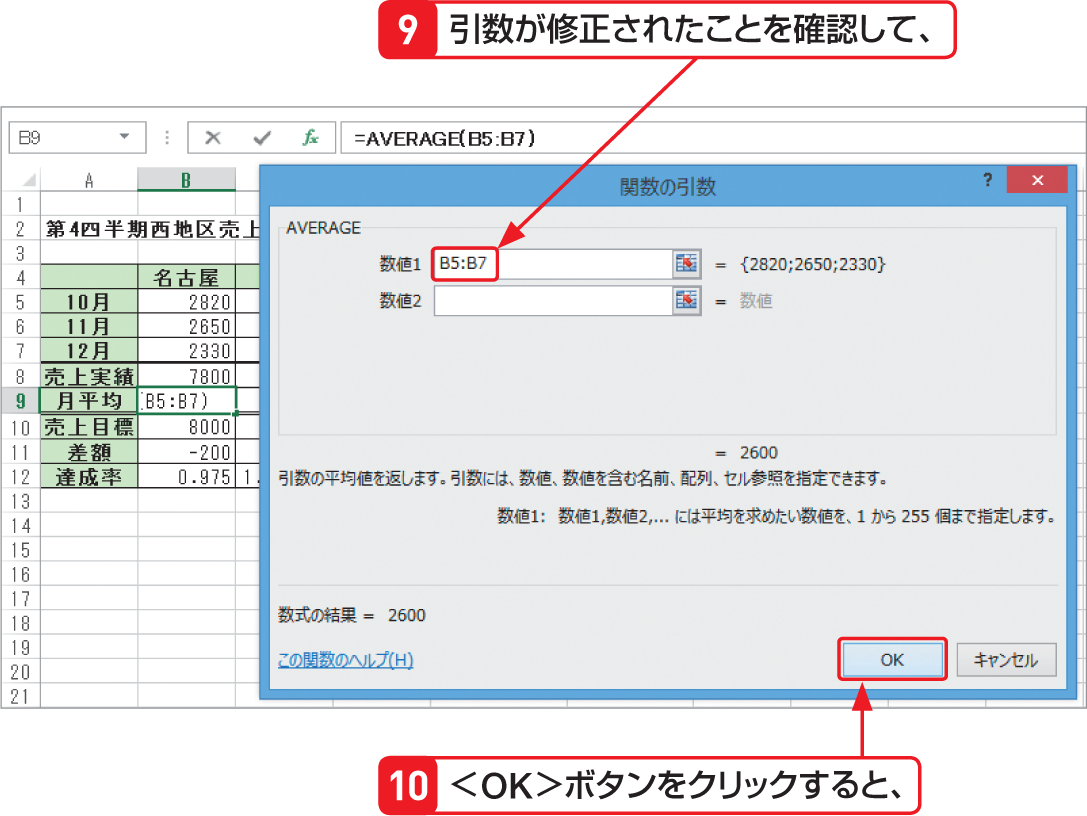 9 引数が修正されたことを確認して、
B9
=AVERAGE(B5:B7)
A B
関数の引数 ?
1
2 第4四半期西地区売上
3
4 名古屋
5 10月 2820
6 11月 2650
7 12月 2330
8 売上実績 7800
9 月平均 B5:B7)
10 売上目標 8000
11 差額 -200
12 達成率 0.975 1.
13
14
15
16
17
18
19
20
21
AVERAGE
数値1 B5:B7 = {2820;2650;2330}
数値2 = 数値
= 2600
引数の平均値を返します。引数には、数値、数値を含む名前、配列、セル参照を指定できます。
数値1: 数値1,数値2,... には平均を求めたい数値を、1 から 255 個まで指定します。
数式の結果 = 2600
この関数のヘルプ(H)
OK キャンセル
10 <OK>ボタンをクリックすると、